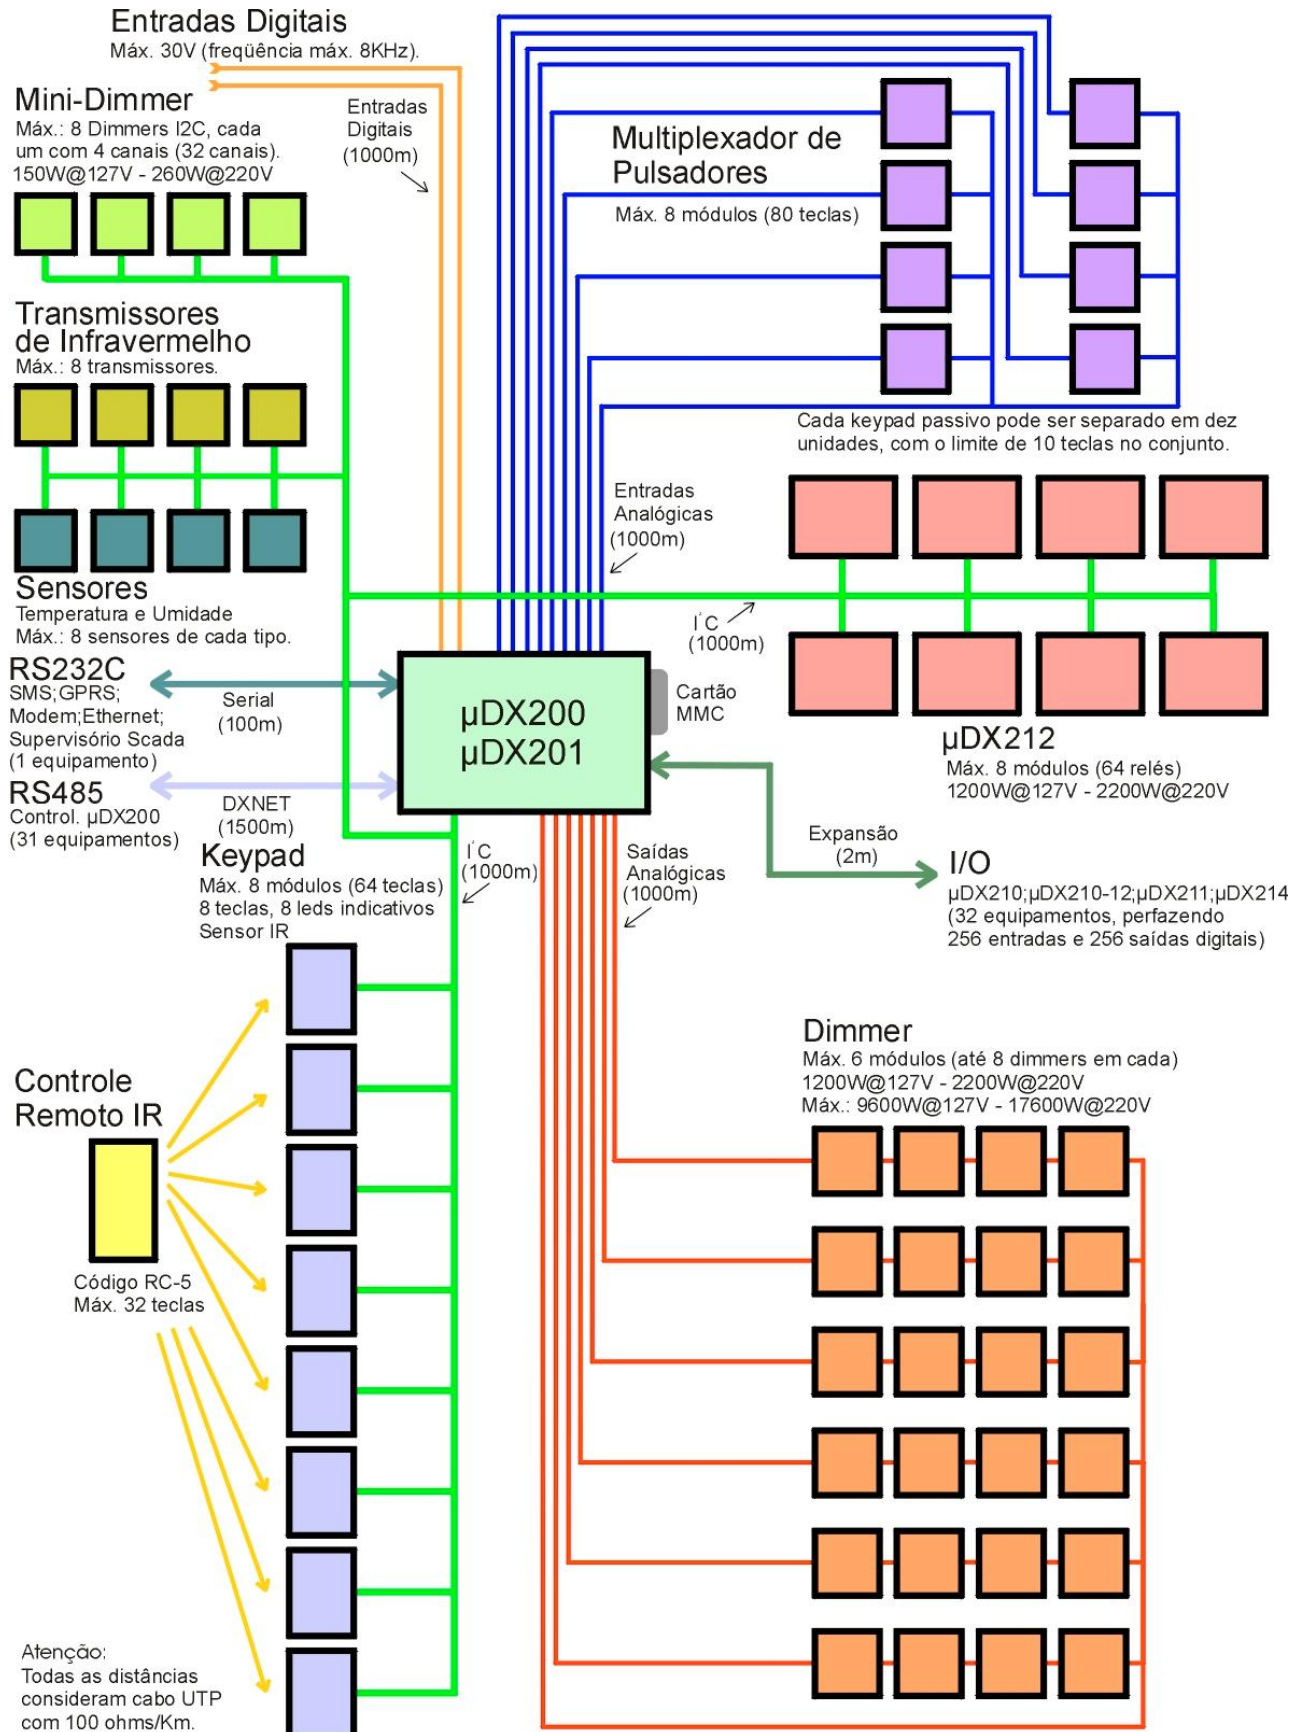 Entradas Digitais
Máx. 30V (freqüência máx. 8KHz).
Mini-Dimmer
Máx.: 8 Dimmers I2C, cada
um com 4 canais (32 canais).
150W@127V - 260W@220V
Entradas
Digitais
(1000m)
Multiplexador de
Pulsadores
Máx. 8 módulos (80 teclas)
Transmissores
de Infravermelho
Máx.: 8 transmissores.
Cada keypad passivo pode ser separado em dez
unidades, com o limite de 10 teclas no conjunto.
Entradas
Analógicas
(1000m)
Sensores
Temperatura e Umidade
Máx.: 8 sensores de cada tipo.
I²C
(1000m)
RS232C
SMS;GPRS;
Modem;Ethernet;
Supervisório Scada
(1 equipamento)
Serial
(100m)
µDX200
µDX201
Cartão
MMC
µDX212
Máx. 8 módulos (64 relés)
1200W@127V - 2200W@220V
RS485
Control. µDX200
(31 equipamentos)
DXNET
(1500m)
Keypad
Máx. 8 módulos (64 teclas)
8 teclas, 8 leds indicativos
Sensor IR
I²C
(1000m)
Saídas
Analógicas
(1000m)
Expansão
(2m)
I/O
µDX210;µDX210-12;µDX211;µDX214
(32 equipamentos, perfazendo
256 entradas e 256 saídas digitais)
Dimmer
Máx. 6 módulos (até 8 dimmers em cada)
1200W@127V - 2200W@220V
Máx.: 9600W@127V - 17600W@220V
Controle
Remoto IR
Código RC-5
Máx. 32 teclas
Atenção:
Todas as distâncias
consideram cabo UTP
com 100 ohms/Km.